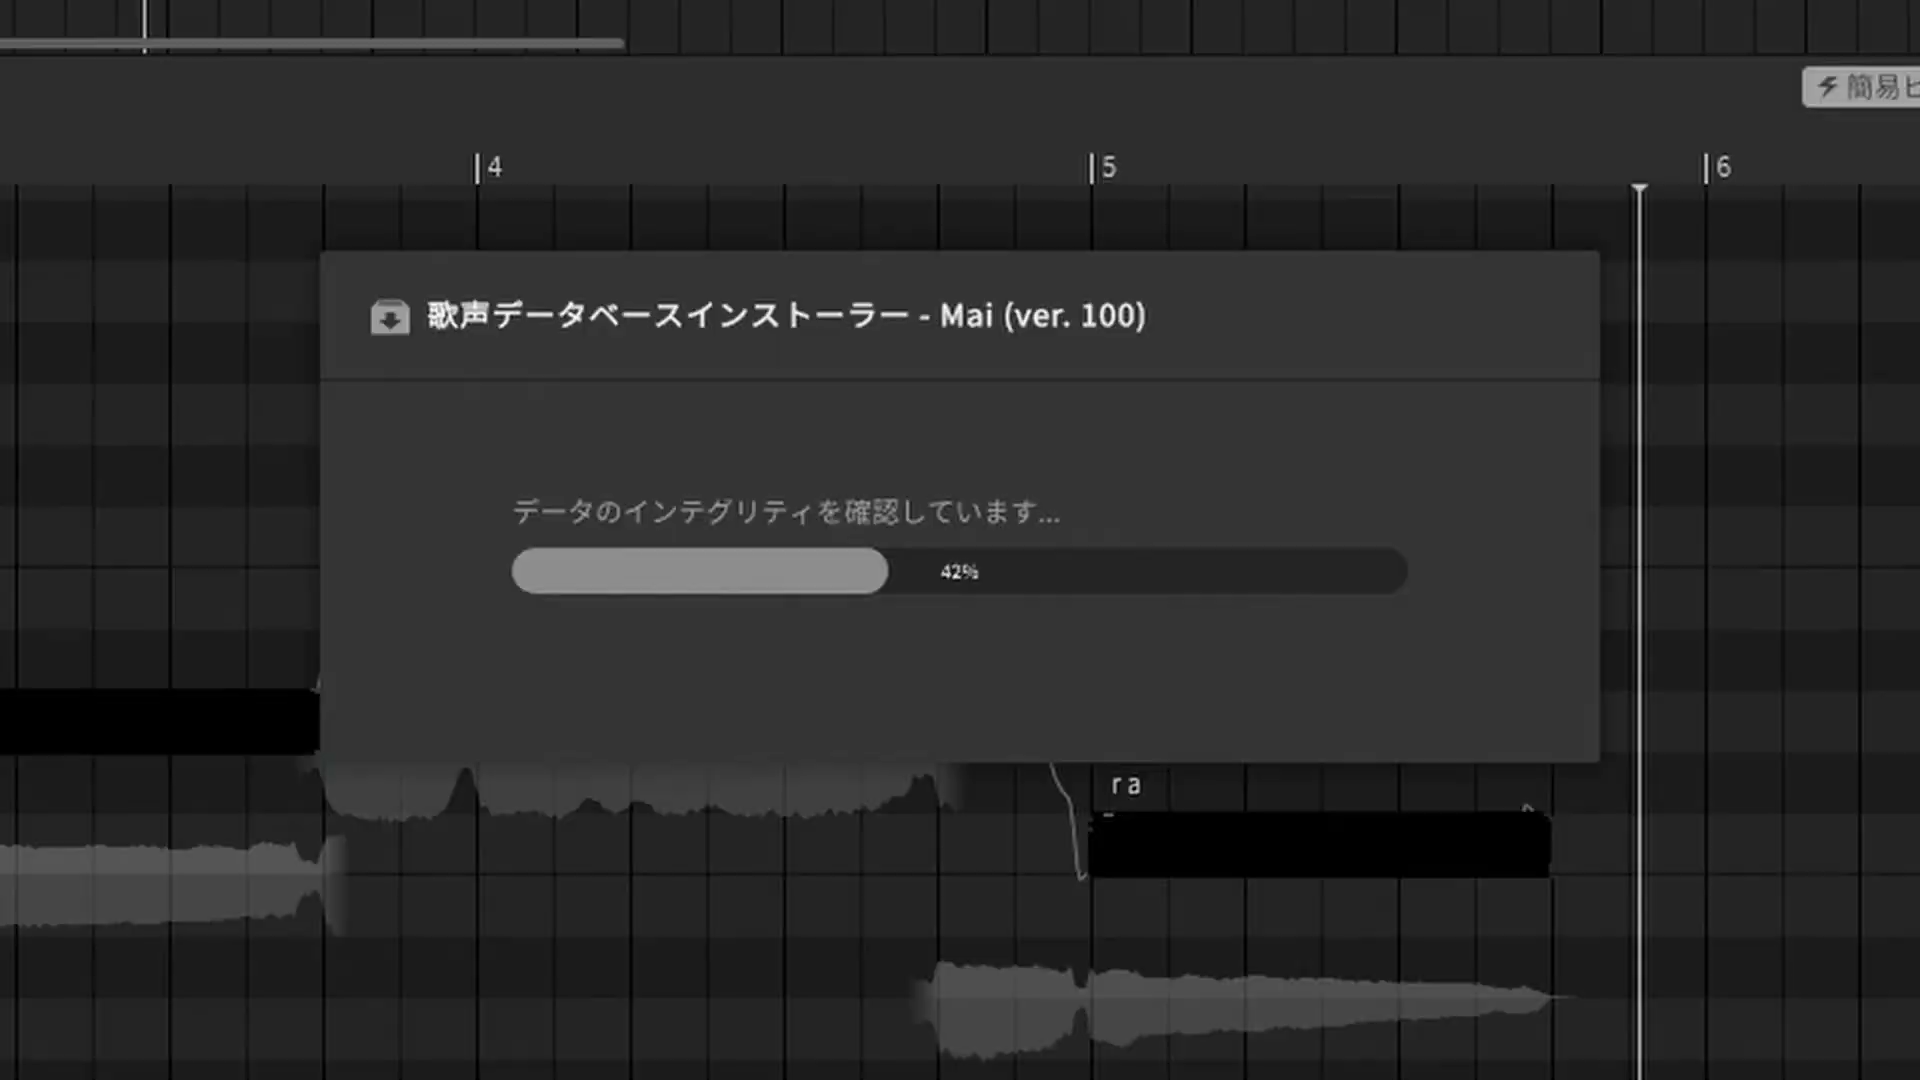 簡易ピ
4
5
6
歌声データベースインストーラー - Mai (ver. 100)
データのインテグリティを確認しています...
42%
r a